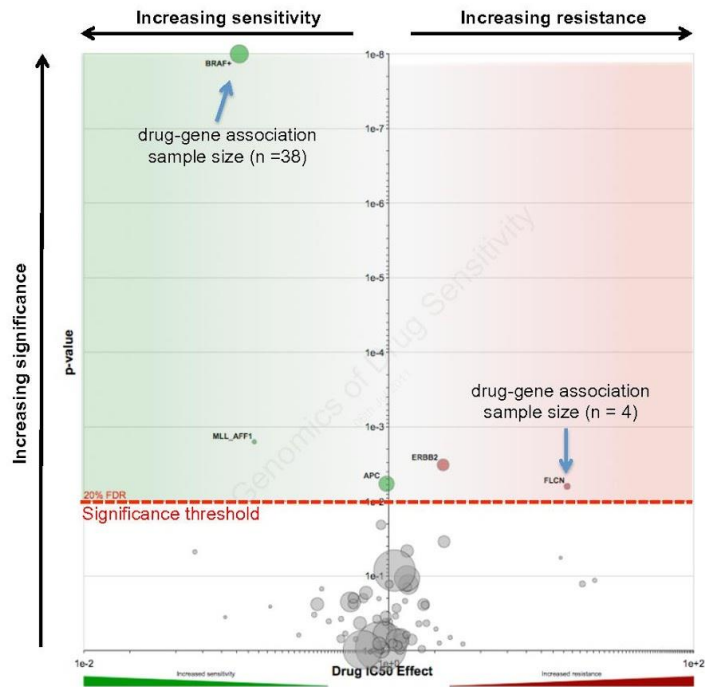 Increasing sensitivity
Increasing resistance
1e-8
BRAF+
drug-gene association
sample size (n =38)
1e-7
1e-6
1e-5
1e-4
Increasing significance
p-value
Genomics of Drug Sensitivity
drug-gene association
sample size (n = 4)
1e-3
MLL_AFF1
ERBB2
APC
FLCN
20% FDR
1e-2
Significance threshold
1e-1
1e-2
Drug IC50 Effect
1e+2
Increased sensitivity
Increased resistance